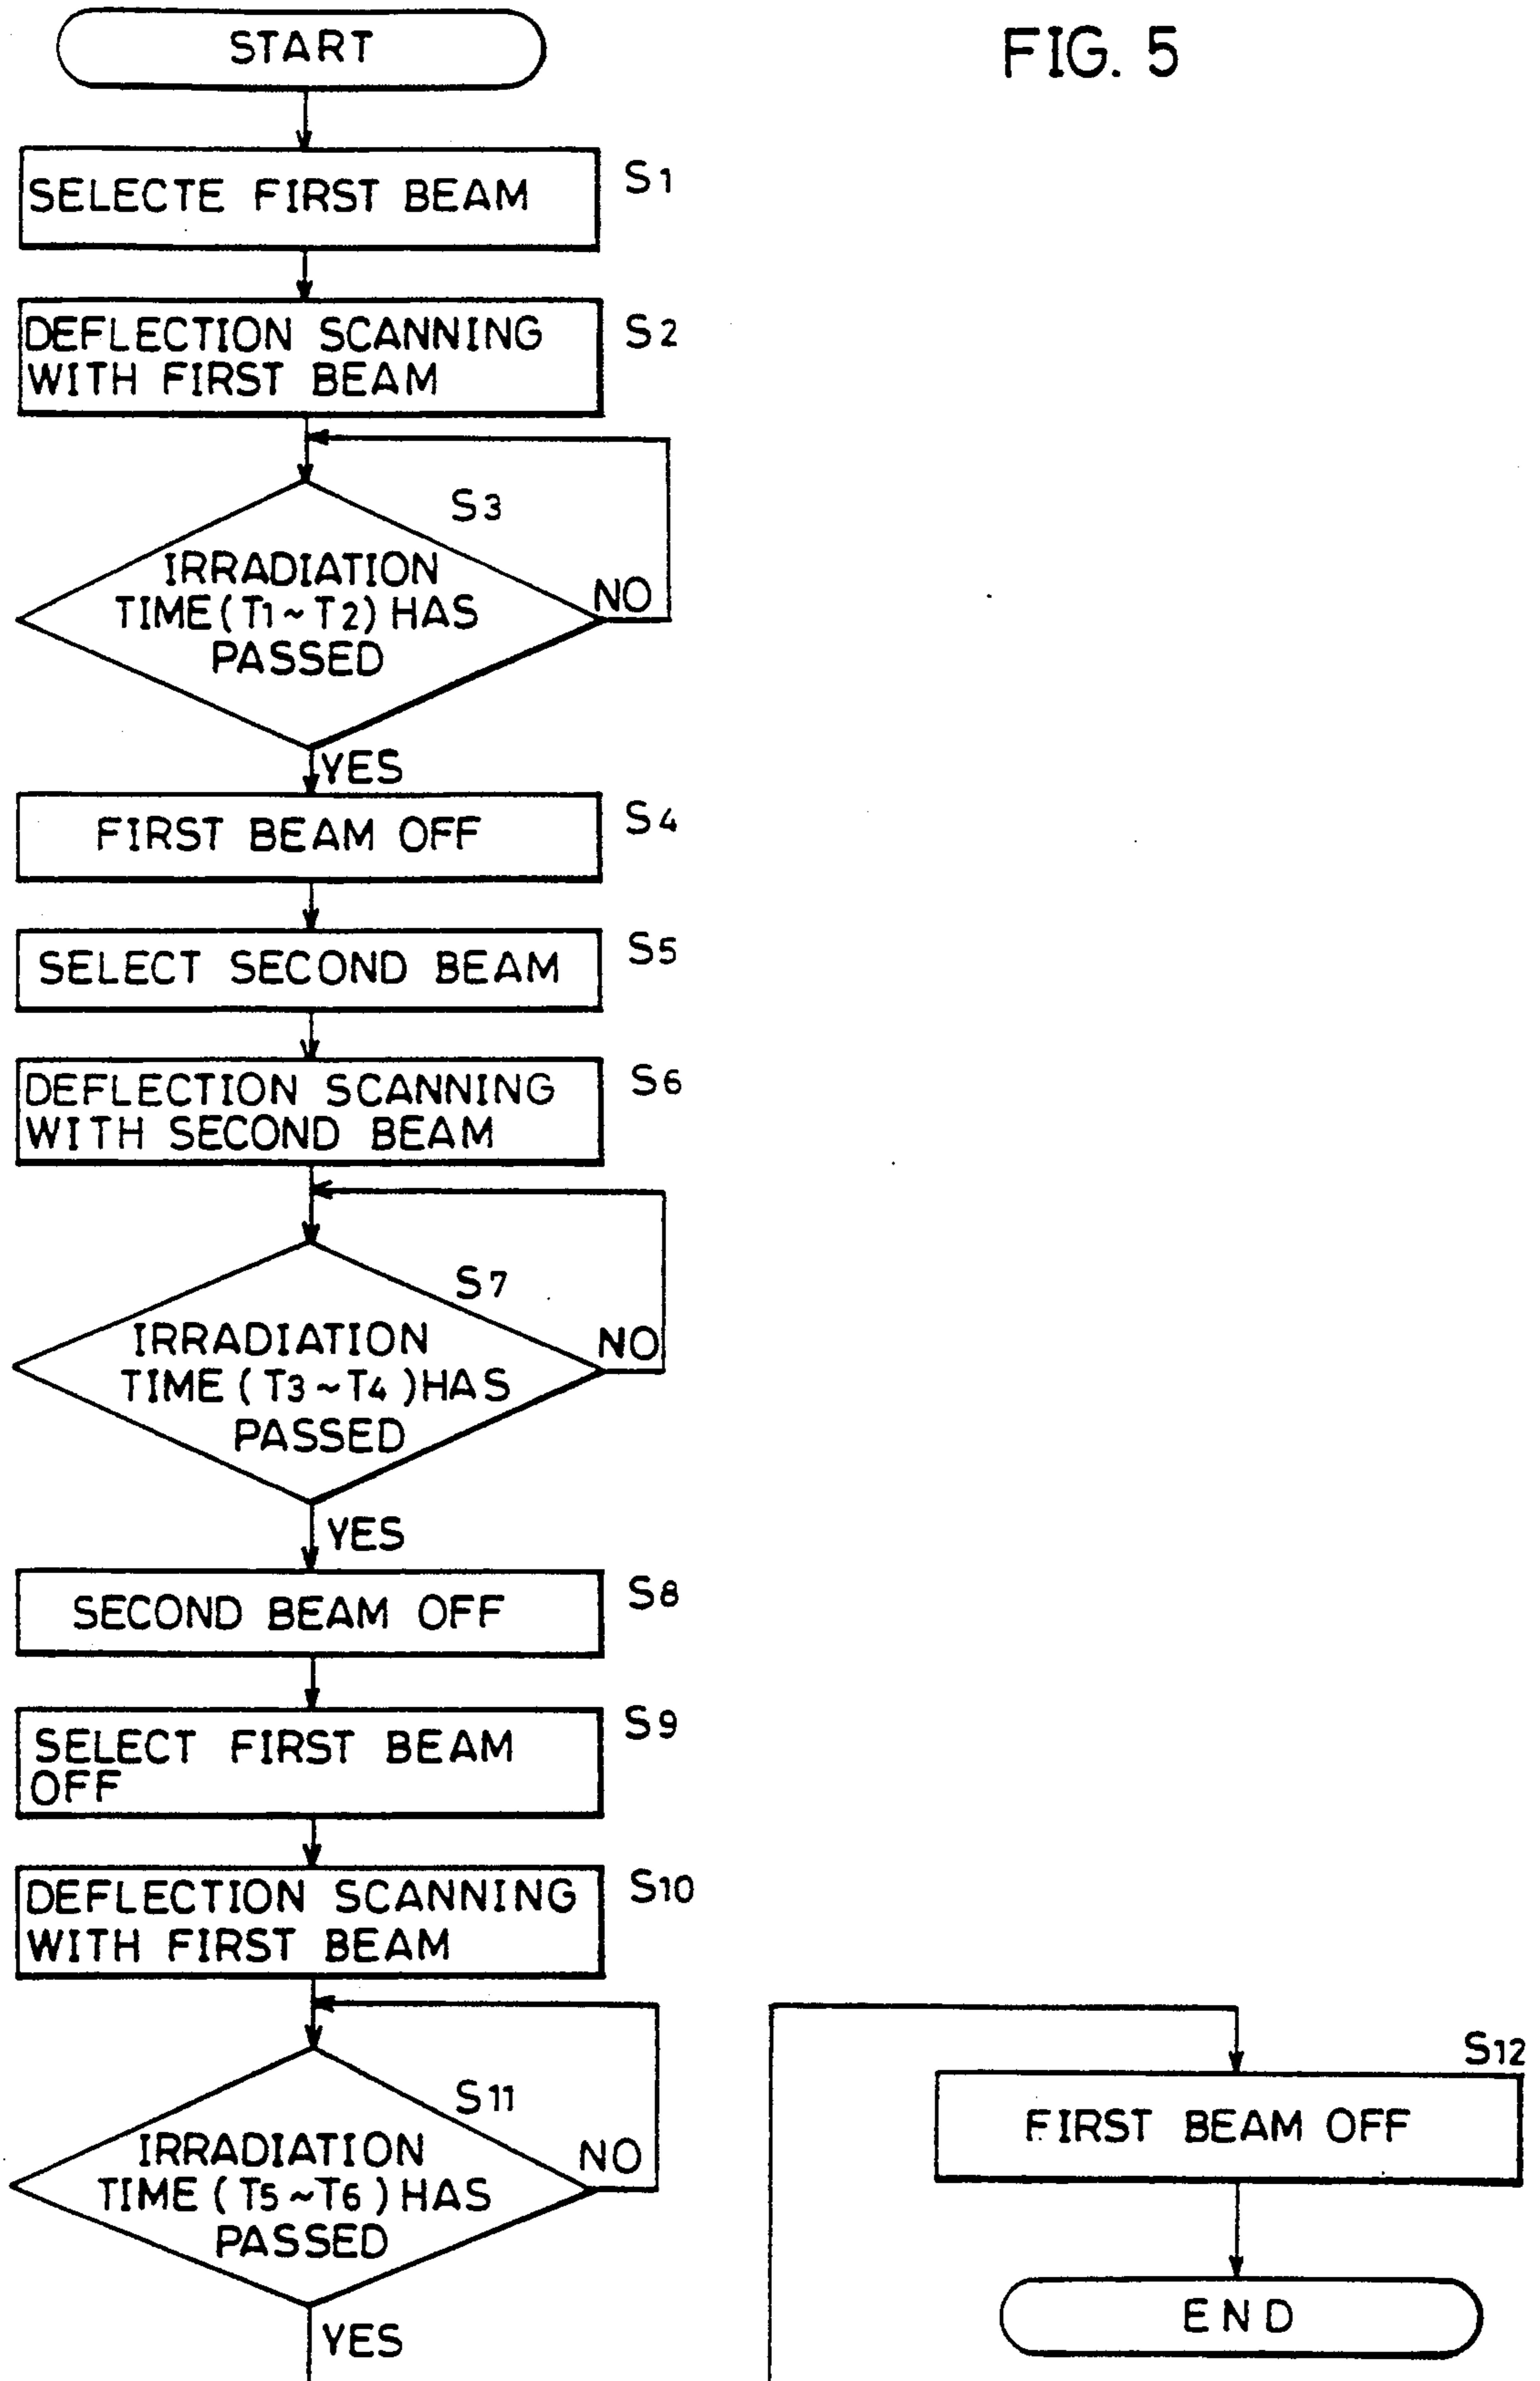 FIG. 5
START
SELECTE FIRST BEAM
S1
DEFLECTION SCANNING
WITH FIRST BEAM
S2
S3
IRRADIATION
TIME (T1~T2) HAS
PASSED
NO
YES
FIRST BEAM OFF
S4
SELECT SECOND BEAM
S5
DEFLECTION SCANNING
WITH SECOND BEAM
S6
S7
IRRADIATION
TIME (T3~T4) HAS
PASSED
NO
YES
SECOND BEAM OFF
S8
SELECT FIRST BEAM
OFF
S9
DEFLECTION SCANNING
WITH FIRST BEAM
S10
S11
IRRADIATION
TIME (T5~T6) HAS
PASSED
NO
YES
S12
FIRST BEAM OFF
END